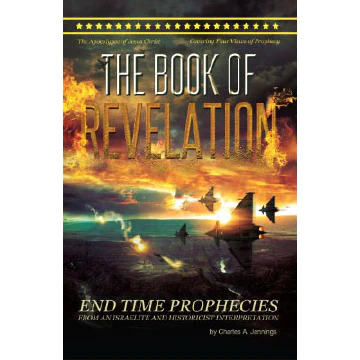 The Apocalypse of Jesus Christ
Covering Four Views of Prophecy
THE BOOK OF
REVELATION
END TIME PROPHECIES
FROM AN ISRAELITE AND HISTORICIST INTERPRETATION
by Charles A. Jennings